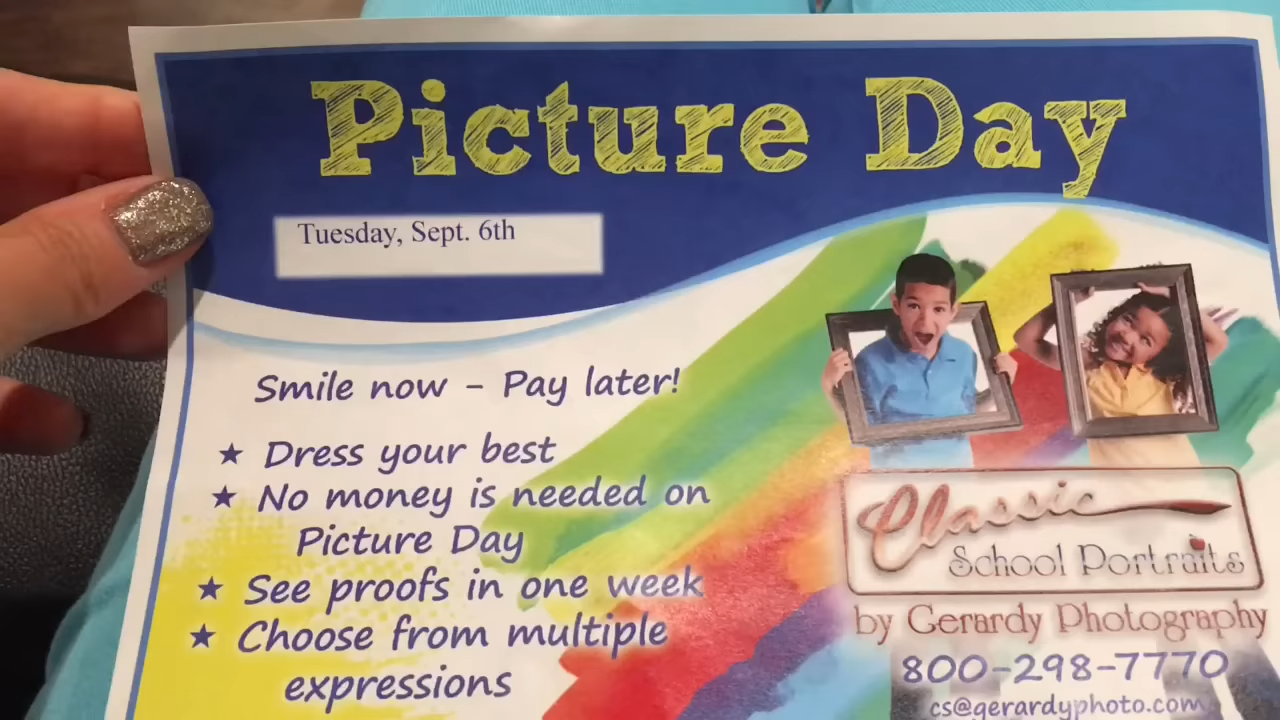 Picture Day
Tuesday, Sept. 6th
Smile now - Pay later!
★ Dress your best
★ No money is needed on
Picture Day
★ See proofs in one week
★ Choose from multiple
expressions
Classic
School Portraits
by Gerardy Photography
800-298-7770
cs@gerardyphoto.com